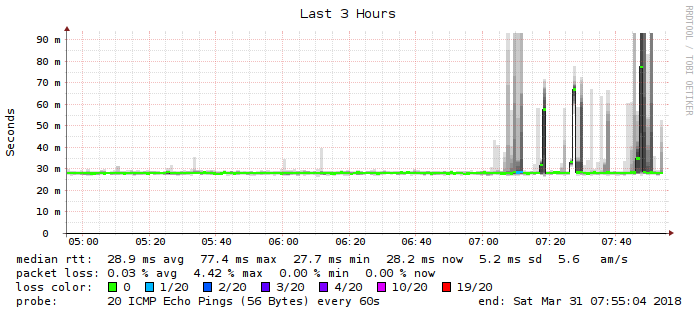 Last 3 Hours
RRDTOOL / TOBI OETIKER
Seconds
90 m
80 m
70 m
60 m
50 m
40 m
30 m
20 m
10 m
0
05:00 05:20 05:40 06:00 06:20 06:40 07:00 07:20 07:40
median rtt: 28.9 ms avg 77.4 ms max 27.7 ms min 28.2 ms now 5.2 ms sd 5.6 am/s
packet loss: 0.03 % avg 4.42 % max 0.00 % min 0.00 % now
loss color: 0 1/20 2/20 3/20 4/20 10/20 19/20
probe: 20 ICMP Echo Pings (56 Bytes) every 60s end: Sat Mar 31 07:55:04 2018